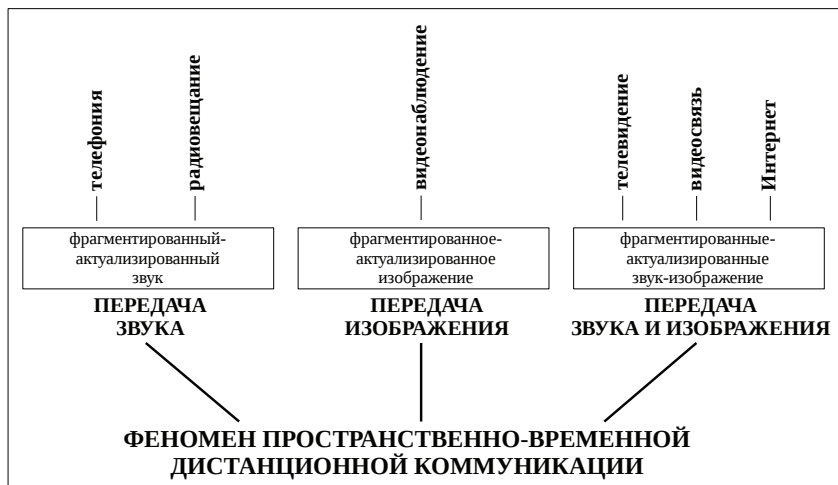 телефония
радиовещание
видеонаблюдение
телевидение
видеосвязь
Интернет
фрагментированный-
актуализированный
звук
фрагментированное-
актуализированное
изображение
фрагментированные-
актуализированные
звук-изображение
ПЕРЕДАЧА
ЗВУКА
ПЕРЕДАЧА
ИЗОБРАЖЕНИЯ
ПЕРЕДАЧА
ЗВУКА И ИЗОБРАЖЕНИЯ
ФЕНОМЕН ПРОСТРАНСТВЕННО-ВРЕМЕННОЙ
ДИСТАНЦИОННОЙ КОММУНИКАЦИИ